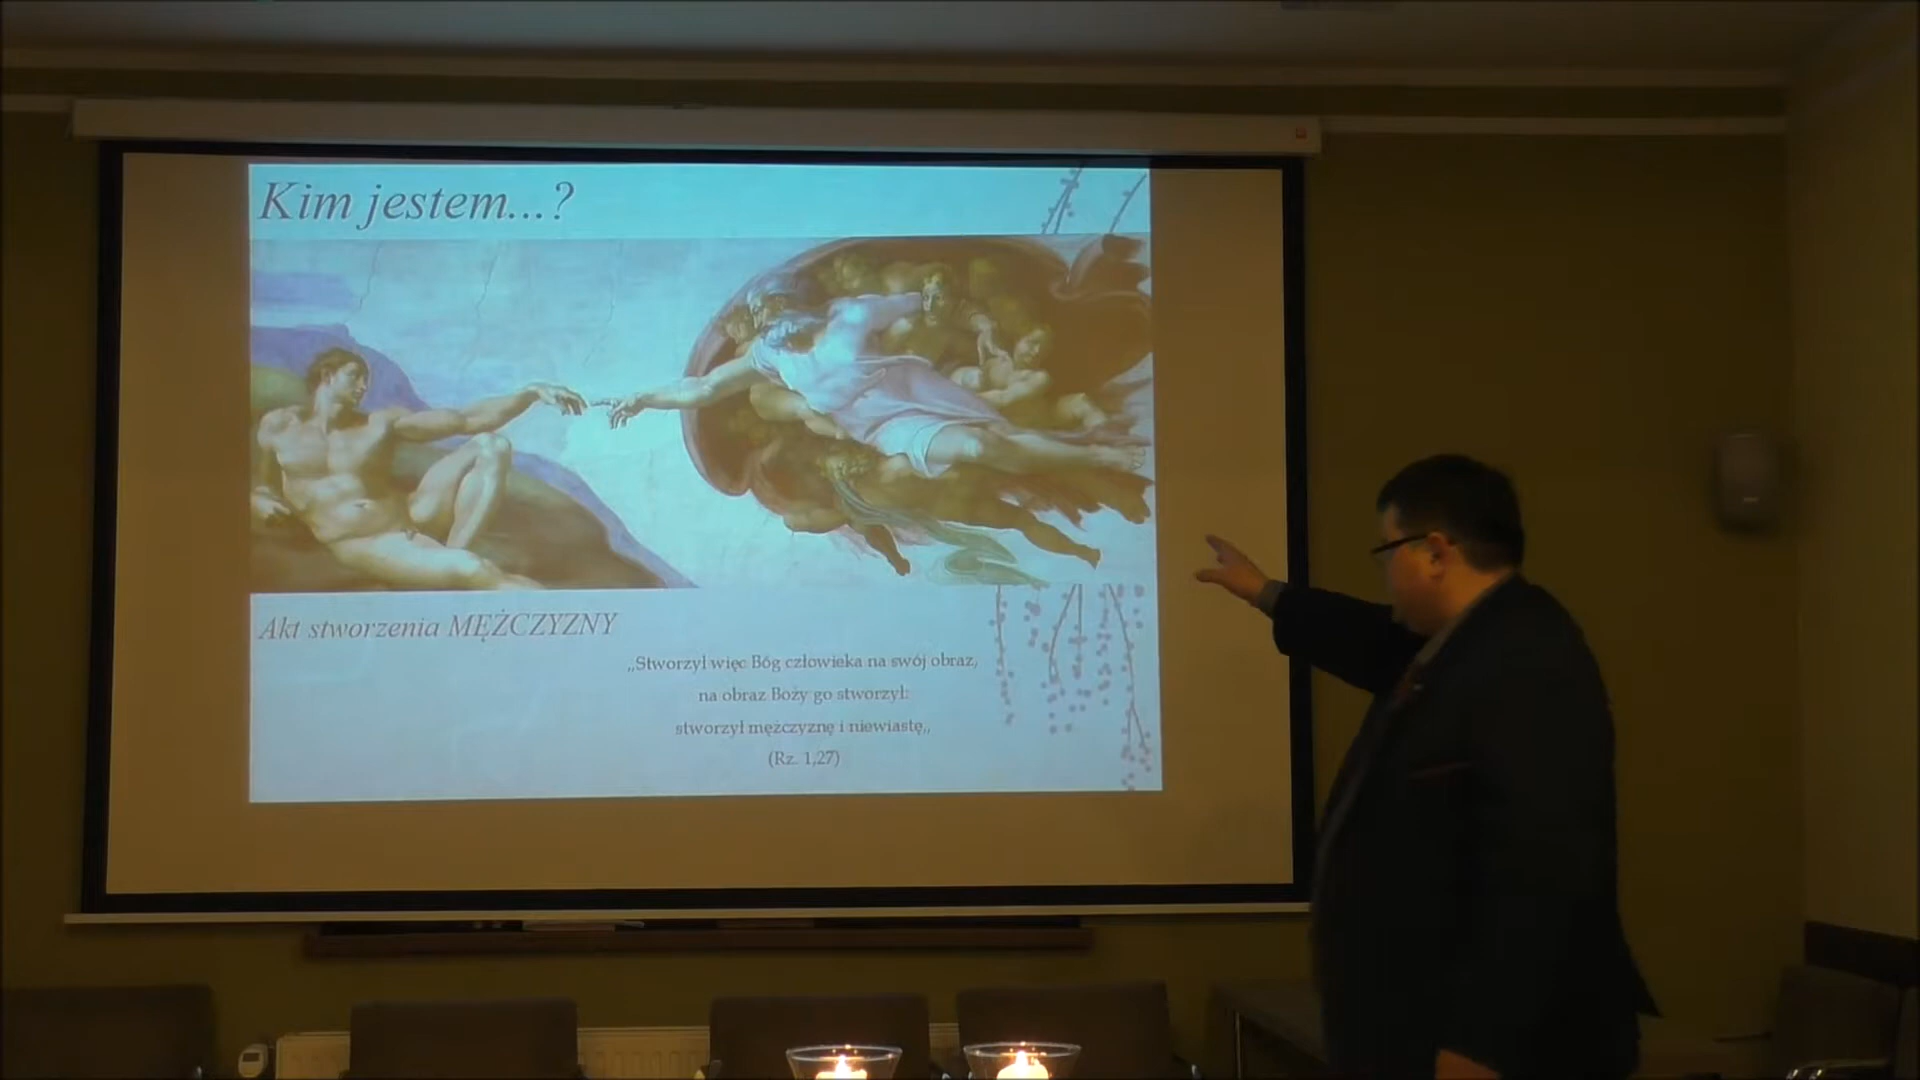 Kim jestem...?
Akt stworzenia MĘŻCZYZNY
„Stworzył więc Bóg człowieka na swój obraz,
na obraz Boży go stworzył:
stworzył mężczyznę i niewiastę„
(Rz. 1,27)